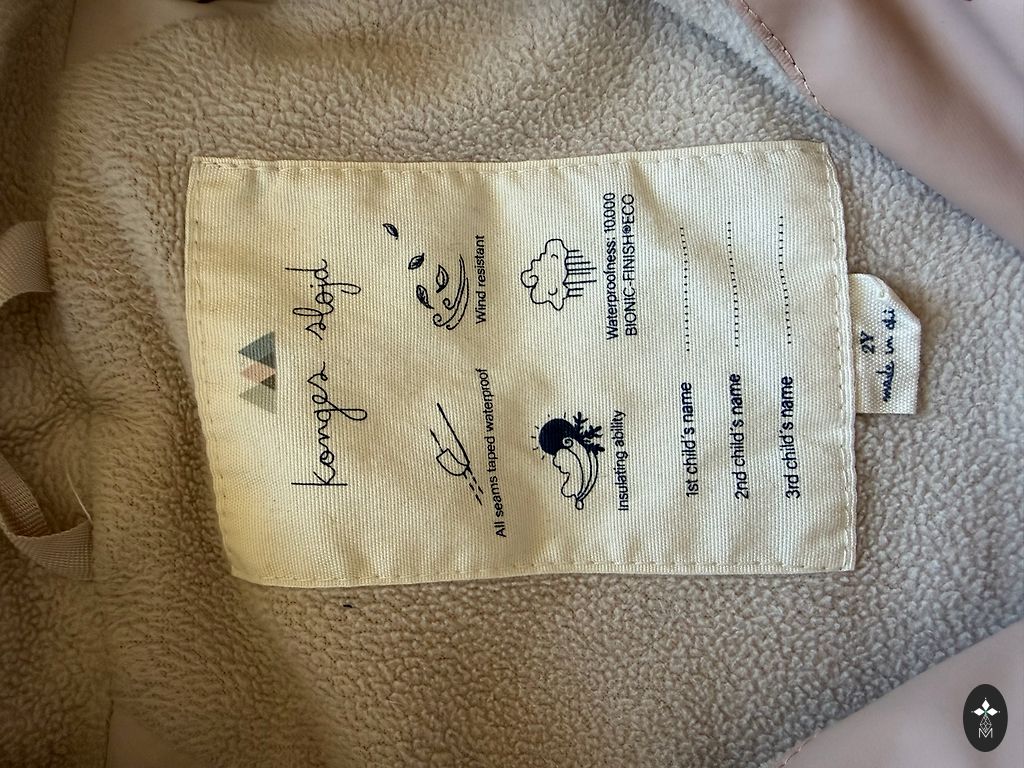 konges sløjd
All seams taped waterproof
Wind resistant
Insulating ability
Waterproofness: 10.000
BIONIC-FINISH®ECO
1st child's name ....................
2nd child's name ....................
3rd child's name ....................
2Y
made in chi
M